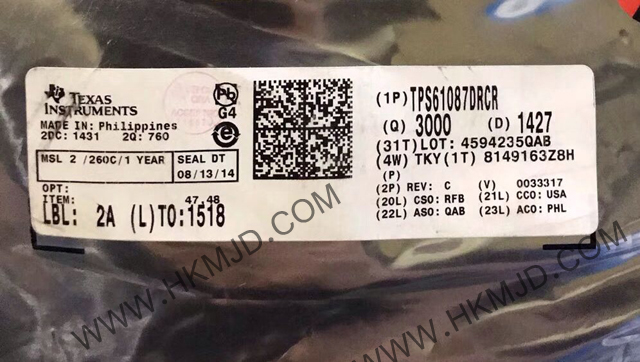 TEXAS
INSTRUMENTS
Pb
G4
e
MADE IN: Philippines
2DC: 1431 2Q: 760
MSL 2 /260C/1 YEAR
SEAL DT
08/13/14
OPT:
ITEM: 47,48
LBL: 2A (L)TO:1518
(1P) TPS61087DRCR
(Q) 3000 (D) 1427
(31T) LOT: 4594235QAB
(4W) TKY(1T) 8149163Z8H
(P)
(2P) REV: C (V) 0033317
(20L) CSO: RFB (21L) CCO: USA
(22L) ASO: QAB (23L) ACO: PHL
WWW.HKMJD.COM
WWW.HKMJD.COM
WWW.HKMJD.COM